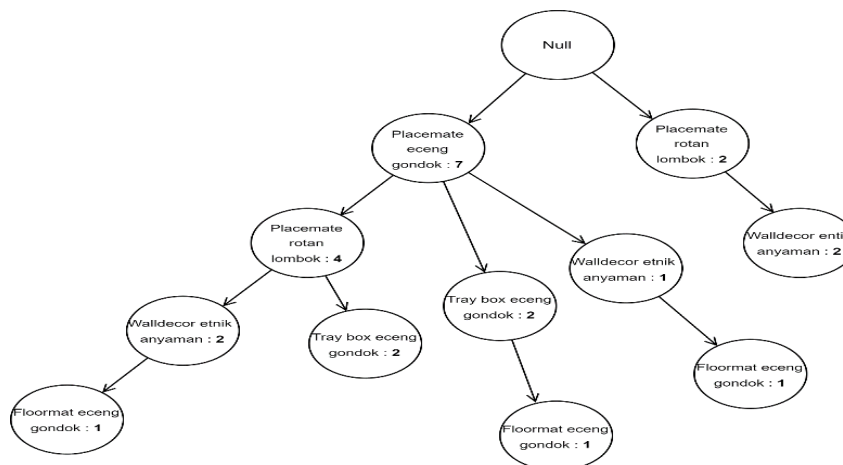 Null
Placemate
eceng
gondok : 7
Placemate
rotan
lombok : 2
Placemate
rotan
lombok : 4
Walldecor etnik
anyaman : 1
Walldecor enti
anyaman : 2
Tray box eceng
gondok : 2
Walldecor etnik
anyaman : 2
Tray box eceng
gondok : 2
Floormat eceng
gondok : 1
Floormat eceng
gondok : 1
Floormat eceng
gondok : 1